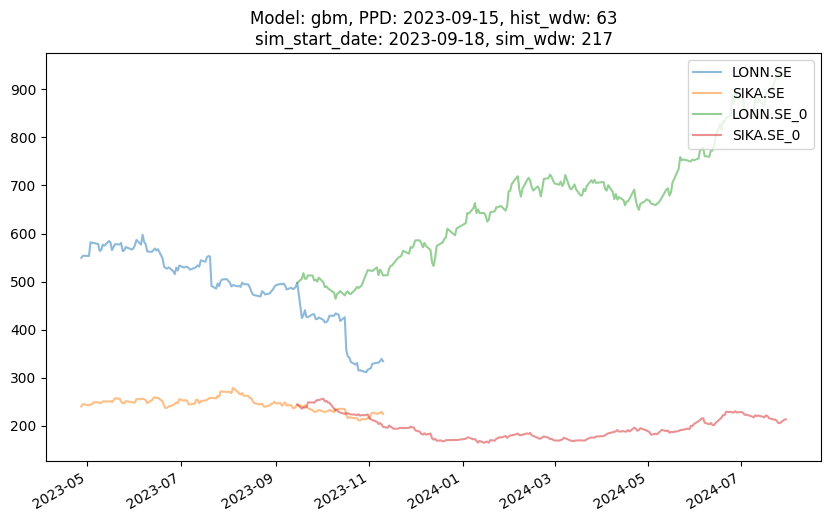 Model: gbm, PPD: 2023-09-15, hist_wdw: 63
sim_start_date: 2023-09-18, sim_wdw: 217
LONN.SE
SIKA.SE
LONN.SE_0
SIKA.SE_0
900
800
700
600
500
400
300
200
2023-05
2023-07
2023-09
2023-11
2024-01
2024-03
2024-05
2024-07